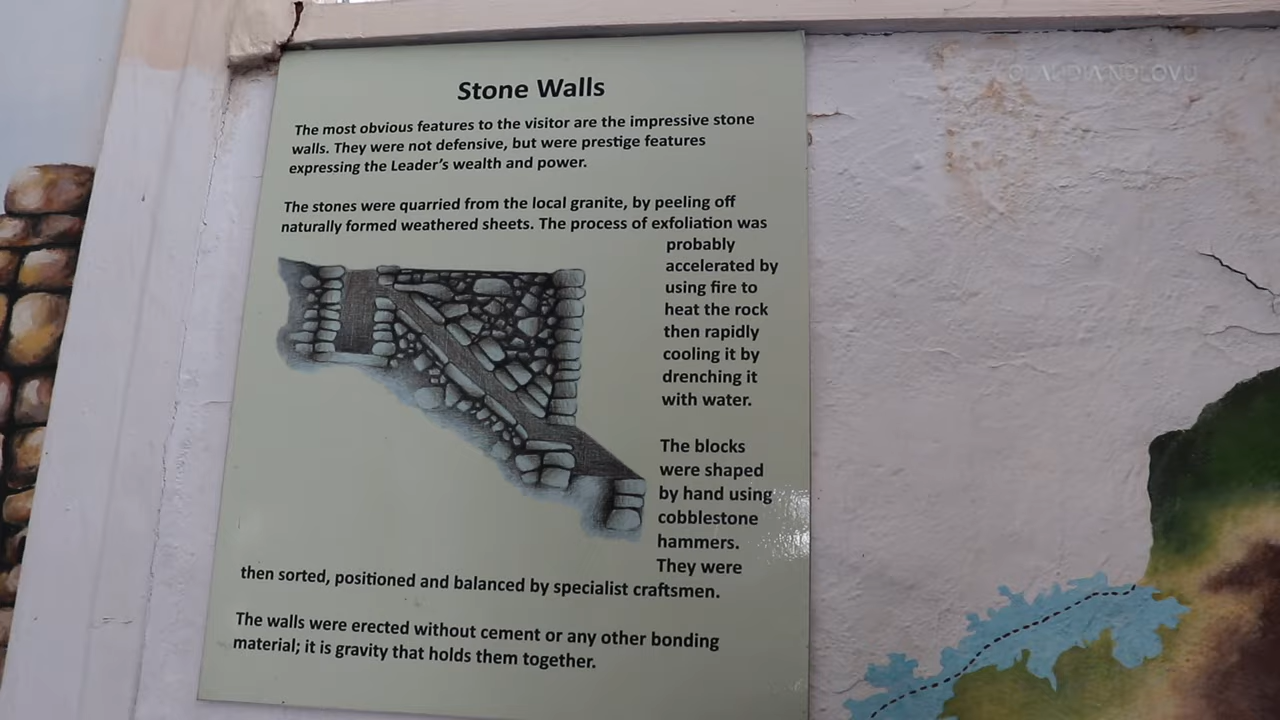 CLAUDIA NDLOVU
Stone Walls
The most obvious features to the visitor are the impressive stone
walls. They were not defensive, but were prestige features
expressing the Leader's wealth and power.
The stones were quarried from the local granite, by peeling off
naturally formed weathered sheets. The process of exfoliation was
probably
accelerated by
using fire to
heat the rock
then rapidly
cooling it by
drenching it
with water.
The blocks
were shaped
by hand using
cobblestone
hammers.
They were
then sorted, positioned and balanced by specialist craftsmen.
The walls were erected without cement or any other bonding
material; it is gravity that holds them together.